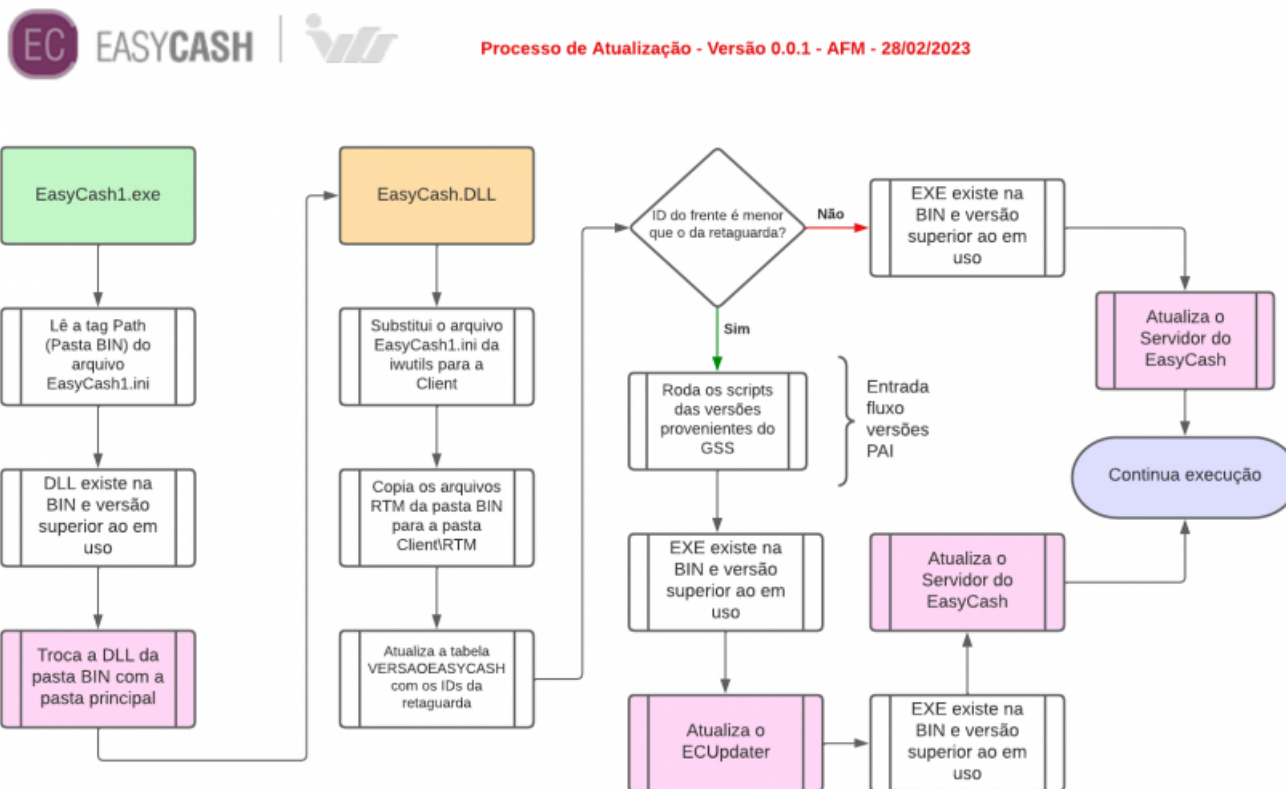 EC EASYCASH
Processo de Atualização - Versão 0.0.1 - AFM - 28/02/2023
EasyCash1.exe
Lê a tag Path
(Pasta BIN) do
arquivo
EasyCash1.ini
DLL existe na
BIN e versão
superior ao em
uso
Troca a DLL da
pasta BIN com a
pasta principal
EasyCash.DLL
Substitui o arquivo
EasyCash1.ini da
iwutils para a
Client
Copia os arquivos
RTM da pasta BIN
para a pasta
Client\RTM
Atualiza a tabela
VERSAOEASYCASH
com os IDs da
retaguarda
ID do frente é menor
que o da retaguarda?
Não
Sim
EXE existe na
BIN e versão
superior ao em
uso
Atualiza o
Servidor do
EasyCash
Continua execução
Roda os scripts
das versões
provenientes do
GSS
Entrada
fluxo
versões
PAI
EXE existe na
BIN e versão
superior ao em
uso
Atualiza o
ECUpdater
EXE existe na
BIN e versão
superior ao em
uso
Atualiza o
Servidor do
EasyCash